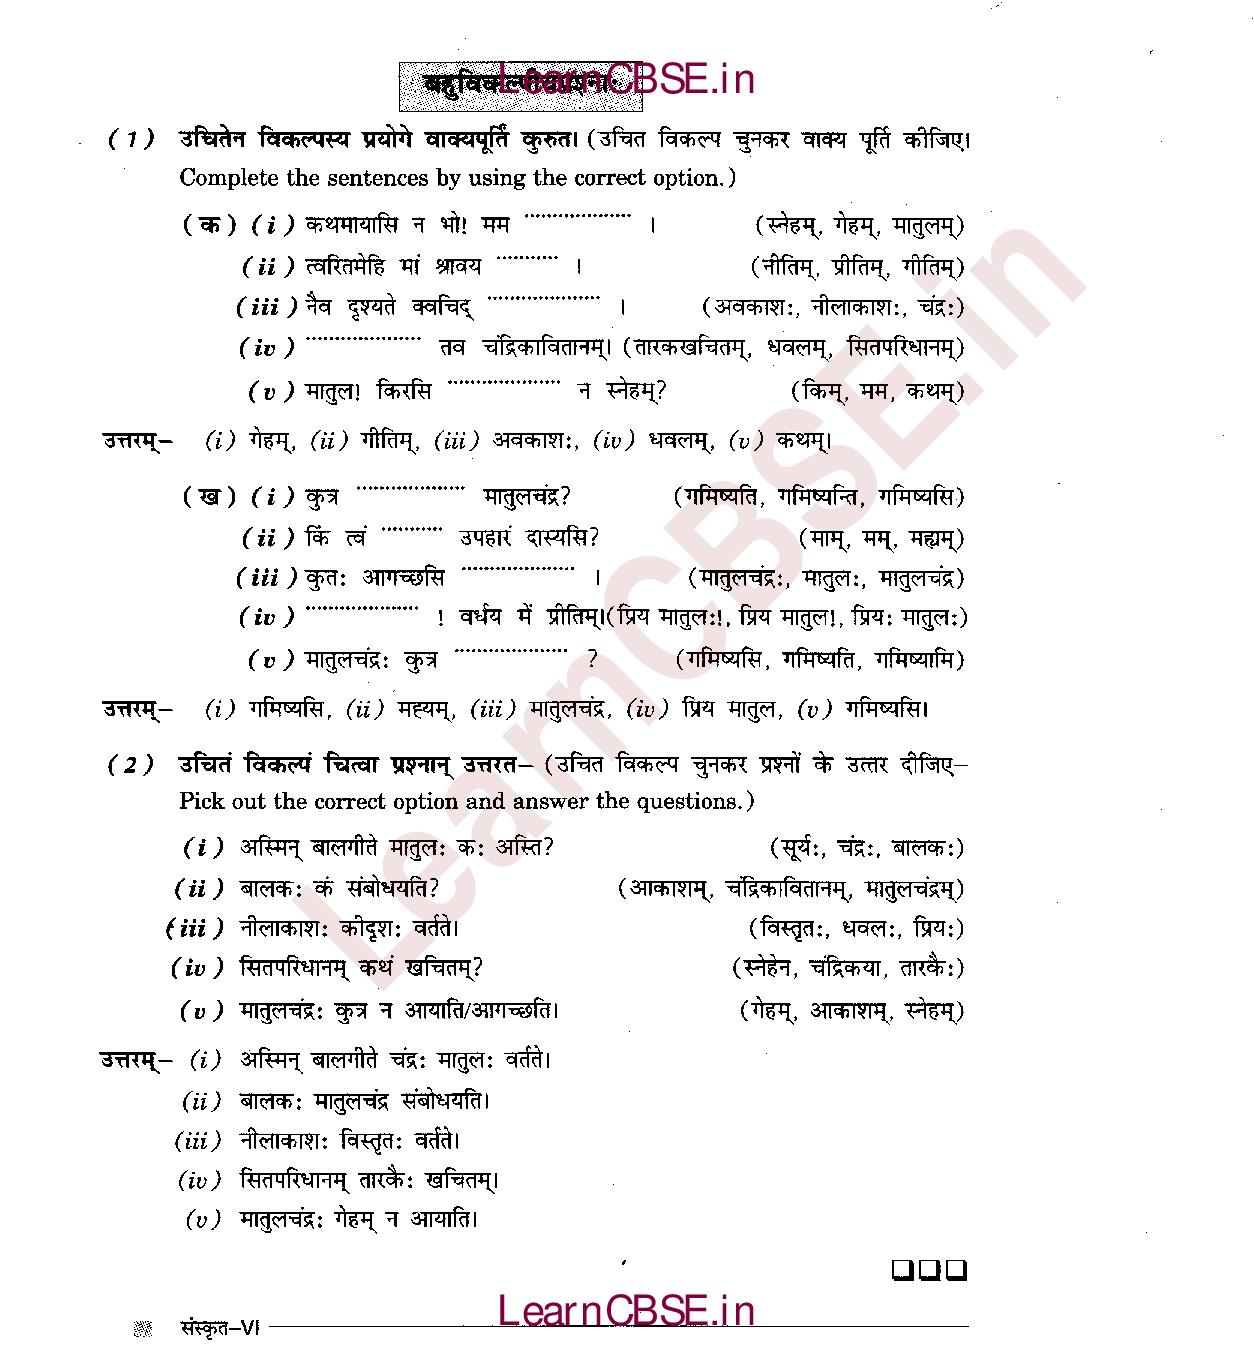 बहुविकल्पीयप्रश्नाः
LearnCBSE.in
(1) उचितेन विकल्पस्य प्रयोगे वाक्यपूर्तिं कुरुत। (उचित विकल्प चुनकर वाक्य पूर्ति कीजिए।
Complete the sentences by using the correct option.)
(क) (i) कथमायासि न भो! मम ................... । (स्नेहम्, गेहम्, मातुलम्)
(ii) त्वरितमेहि मां श्रावय ........... । (नीतिम्, प्रीतिम्, गीतिम्)
(iii) नैव दृश्यते क्वचिद् .................... । (अवकाशः, नीलाकाशः, चंद्रः)
(iv) .................... तव चंद्रिकावितानम्। (तारकखचितम्, धवलम्, सितपरिधानम्)
(v) मातुल! किरसि .................... न स्नेहम्? (किम्, मम, कथम्)
उत्तरम्– (i) गेहम्, (ii) गीतिम्, (iii) अवकाशः, (iv) धवलम्, (v) कथम्।
(ख) (i) कुत्र ................... मातुलचंद्र? (गमिष्यति, गमिष्यन्ति, गमिष्यसि)
(ii) किं त्वं ........... उपहारं दास्यसि? (माम्, मम्, मह्यम्)
(iii) कुतः आगच्छसि .................... । (मातुलचंद्रः, मातुलः, मातुलचंद्र)
(iv) .................... ! वर्धय में प्रीतिम्।(प्रिय मातुलः!, प्रिय मातुल!, प्रियः मातुलः)
(v) मातुलचंद्रः कुत्र .................... ? (गमिष्यसि, गमिष्यति, गमिष्यामि)
उत्तरम्– (i) गमिष्यसि, (ii) मह्यम्, (iii) मातुलचंद्र, (iv) प्रिय मातुल, (v) गमिष्यसि।
(2) उचितं विकल्पं चित्वा प्रश्नान् उत्तरत– (उचित विकल्प चुनकर प्रश्नों के उत्तर दीजिए–
Pick out the correct option and answer the questions.)
(i) अस्मिन् बालगीते मातुलः कः अस्ति? (सूर्यः, चंद्रः, बालकः)
(ii) बालकः कं संबोधयति? (आकाशम्, चंद्रिकावितानम्, मातुलचंद्रम्)
(iii) नीलाकाशः कीदृशः वर्तते। (विस्तृतः, धवलः, प्रियः)
(iv) सितपरिधानम् कथं खचितम्? (स्नेहेन, चंद्रिकया, तारकैः)
(v) मातुलचंद्रः कुत्र न आयाति/आगच्छति। (गेहम्, आकाशम्, स्नेहम्)
उत्तरम्– (i) अस्मिन् बालगीते चंद्रः मातुलः वर्तते।
(ii) बालकः मातुलचंद्र संबोधयति।
(iii) नीलाकाशः विस्तृतः वर्तते।
(iv) सितपरिधानम् तारकैः खचितम्।
(v) मातुलचंद्रः गेहम् न आयाति।
LearnCBSE.in
LearnCBSE.in
संस्कृत–VI